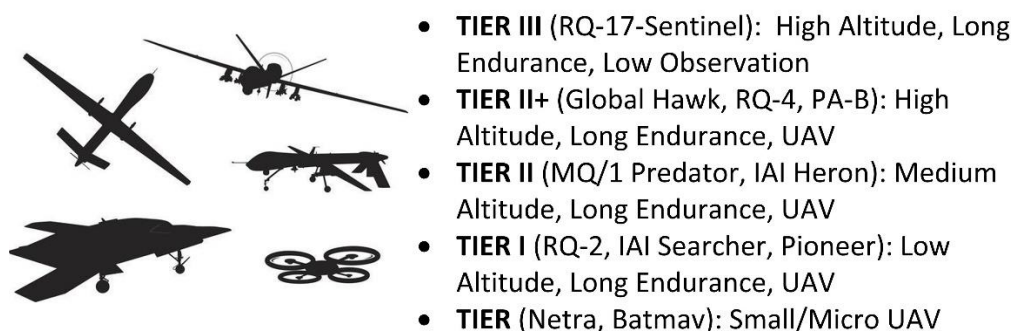 • TIER III (RQ-17-Sentinel): High Altitude, Long
Endurance, Low Observation
• TIER II+ (Global Hawk, RQ-4, PA-B): High
Altitude, Long Endurance, UAV
• TIER II (MQ/1 Predator, IAI Heron): Medium
Altitude, Long Endurance, UAV
• TIER I (RQ-2, IAI Searcher, Pioneer): Low
Altitude, Long Endurance, UAV
• TIER (Netra, Batmav): Small/Micro UAV